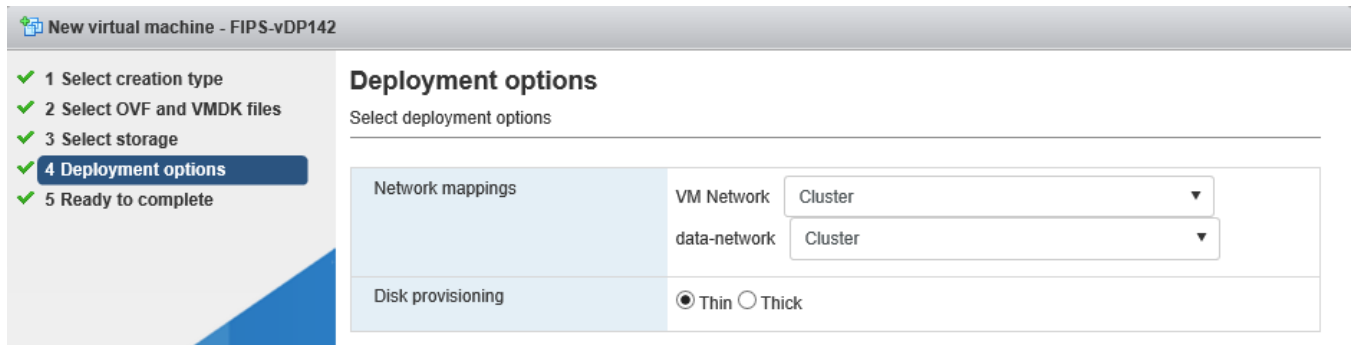 New virtual machine - FIPS-vDP142
1 Select creation type
2 Select OVF and VMDK files
3 Select storage
4 Deployment options
5 Ready to complete
Deployment options
Select deployment options
Network mappings
VM Network Cluster
data-network Cluster
Disk provisioning
Thin Thick